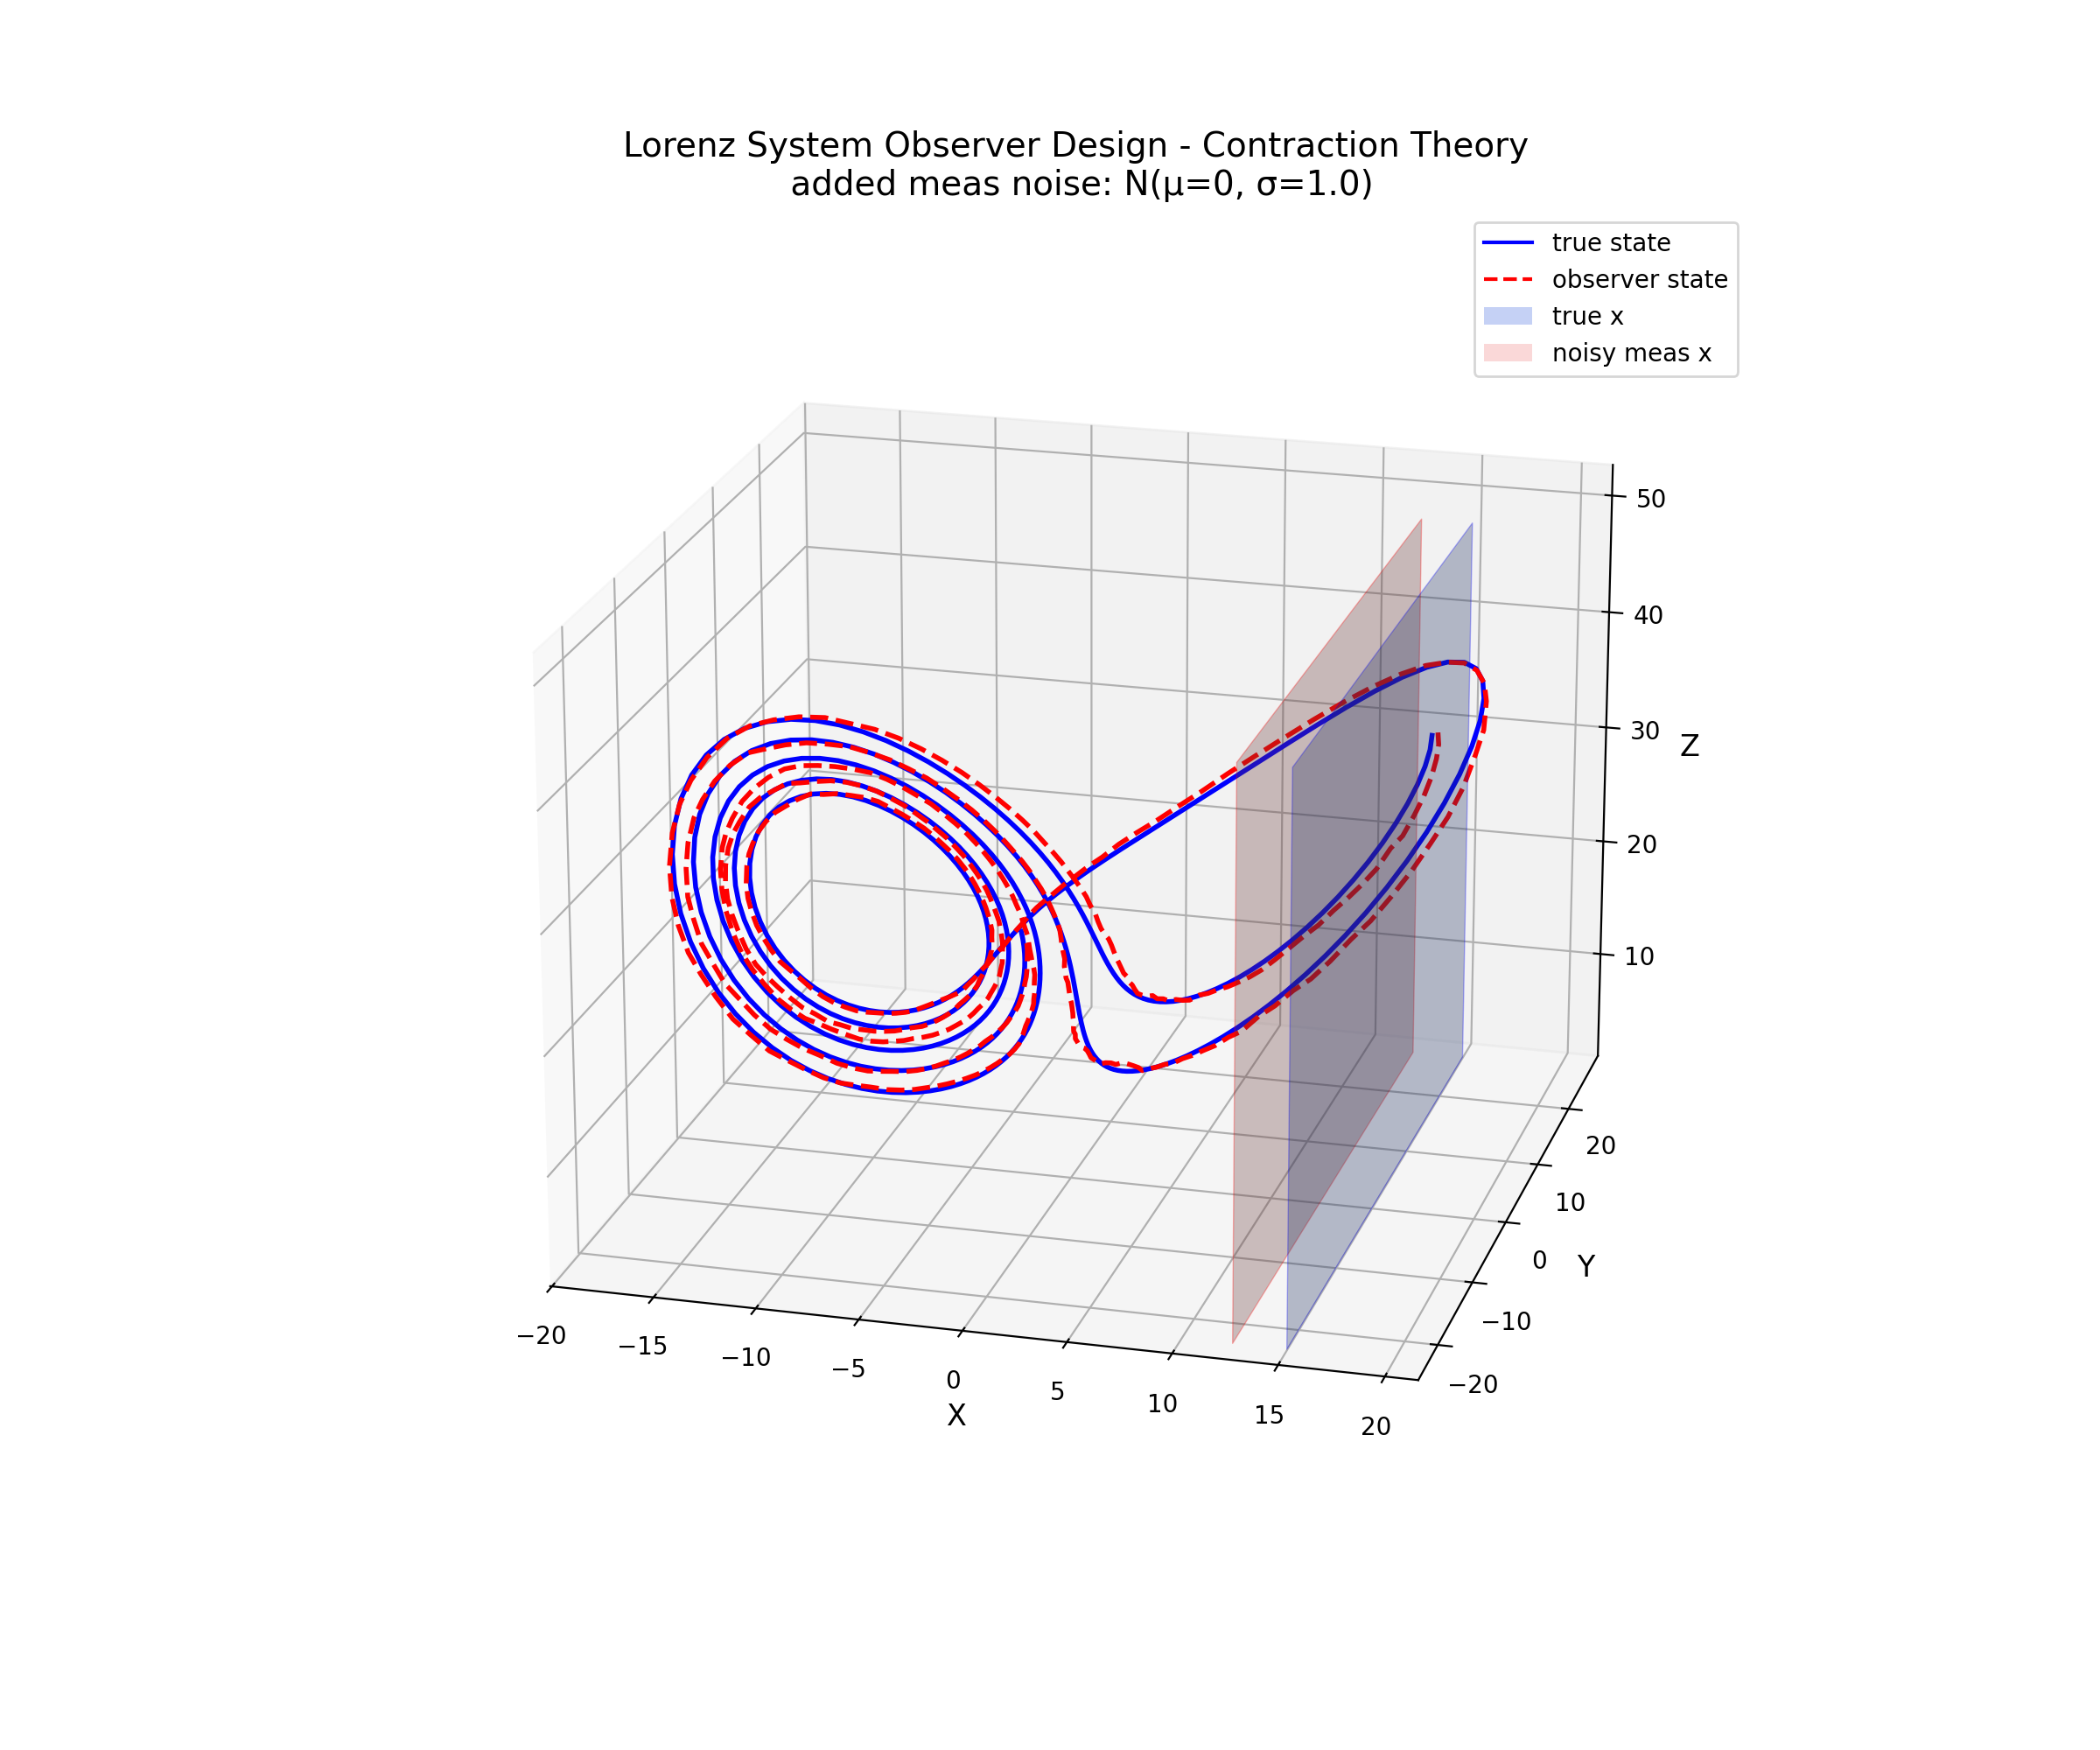 Lorenz System Observer Design - Contraction Theory
added meas noise: N(μ=0, σ=1.0)
true state
observer state
true x
noisy meas x
50
40
30
20
10
Z
20
10
0
−10
−20
Y
−20
−15
−10
−5
0
5
10
15
20
X